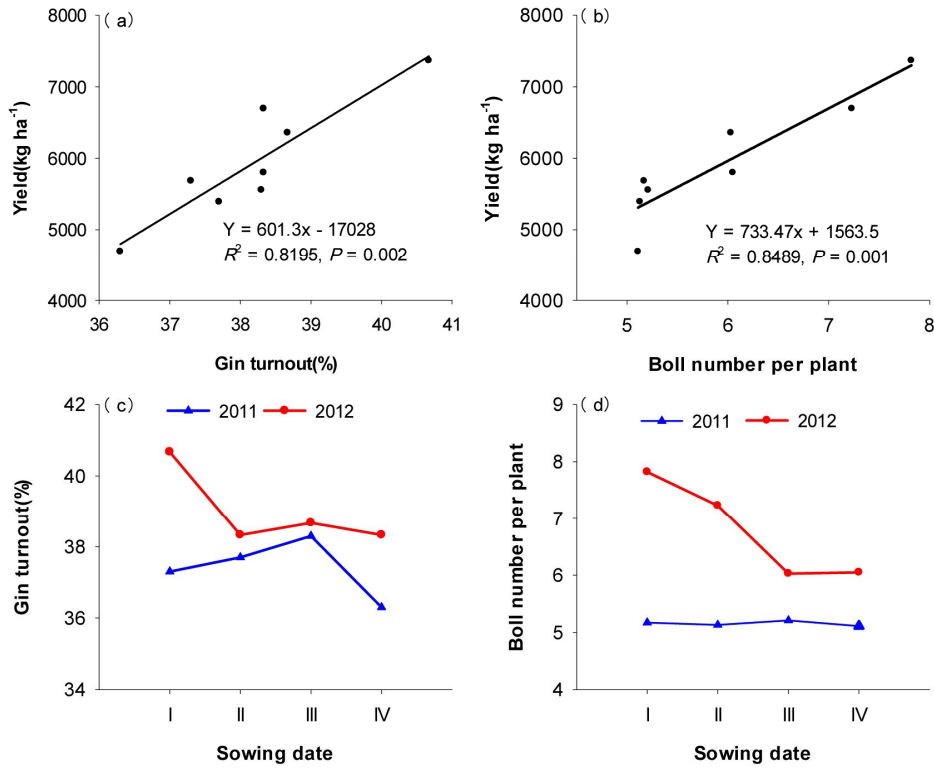 ( a )
8000
7000
6000
5000
4000
Yield(kg ha-1)
Y = 601.3x - 17028
R2 = 0.8195, P = 0.002
36 37 38 39 40 41
Gin turnout(%)
( b )
8000
7000
6000
5000
4000
Yield(kg ha-1)
Y = 733.47x + 1563.5
R2 = 0.8489, P = 0.001
5 6 7 8
Boll number per plant
( c )
2011 2012
42
40
38
36
34
Gin turnout(%)
I II III IV
Sowing date
( d )
2011 2012
9
8
7
6
5
4
Boll number per plant
I II III IV
Sowing date